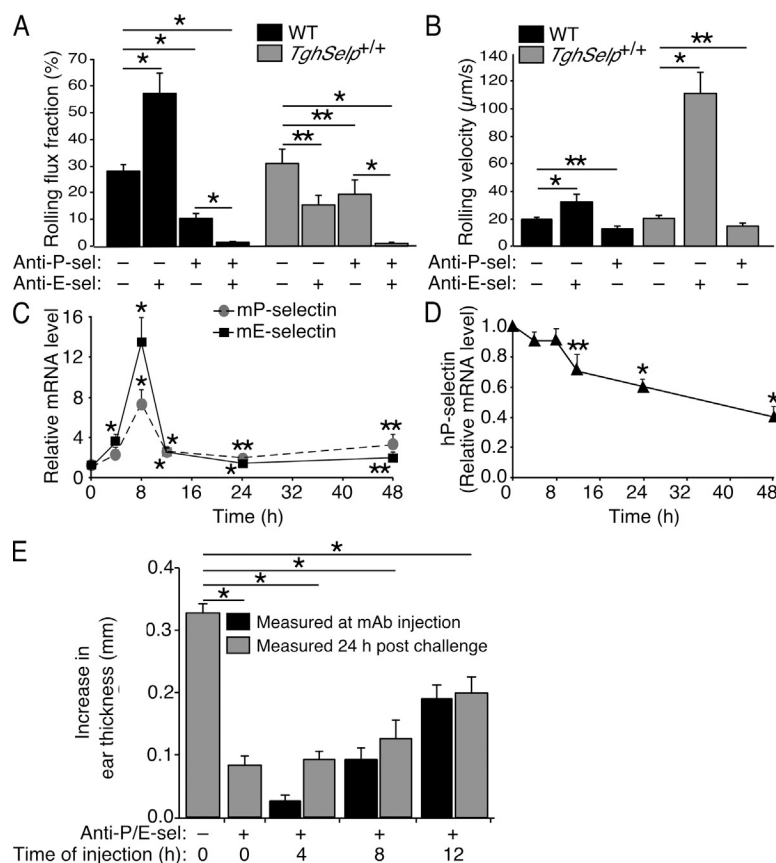 A
WT
TghSelp+/+
Rolling flux fraction (%)
80
70
60
50
40
30
20
10
0
* * * * * * ** ** *
Anti-P-sel: – – + + – – + +
Anti-E-sel: – + – + – + – +
B
WT
TghSelp+/+
Rolling velocity (µm/s)
140
120
100
80
60
40
20
0
* ** * **
Anti-P-sel: – – + – – +
Anti-E-sel: – + – – + –
C
mP-selectin
mE-selectin
Relative mRNA level
16
12
8
4
0
* * * * * ** * ** **
0 8 16 24 32 40 48
Time (h)
D
hP-selectin
(Relative mRNA level)
1.0
0.8
0.6
0.4
0.2
0.0
** * *
0 8 16 24 32 40 48
Time (h)
E
Measured at mAb injection
Measured 24 h post challenge
Increase in
ear thickness (mm)
0.4
0.3
0.2
0.1
0.0
* * * *
Anti-P/E-sel: – + + + +
Time of injection (h): 0 0 4 8 12